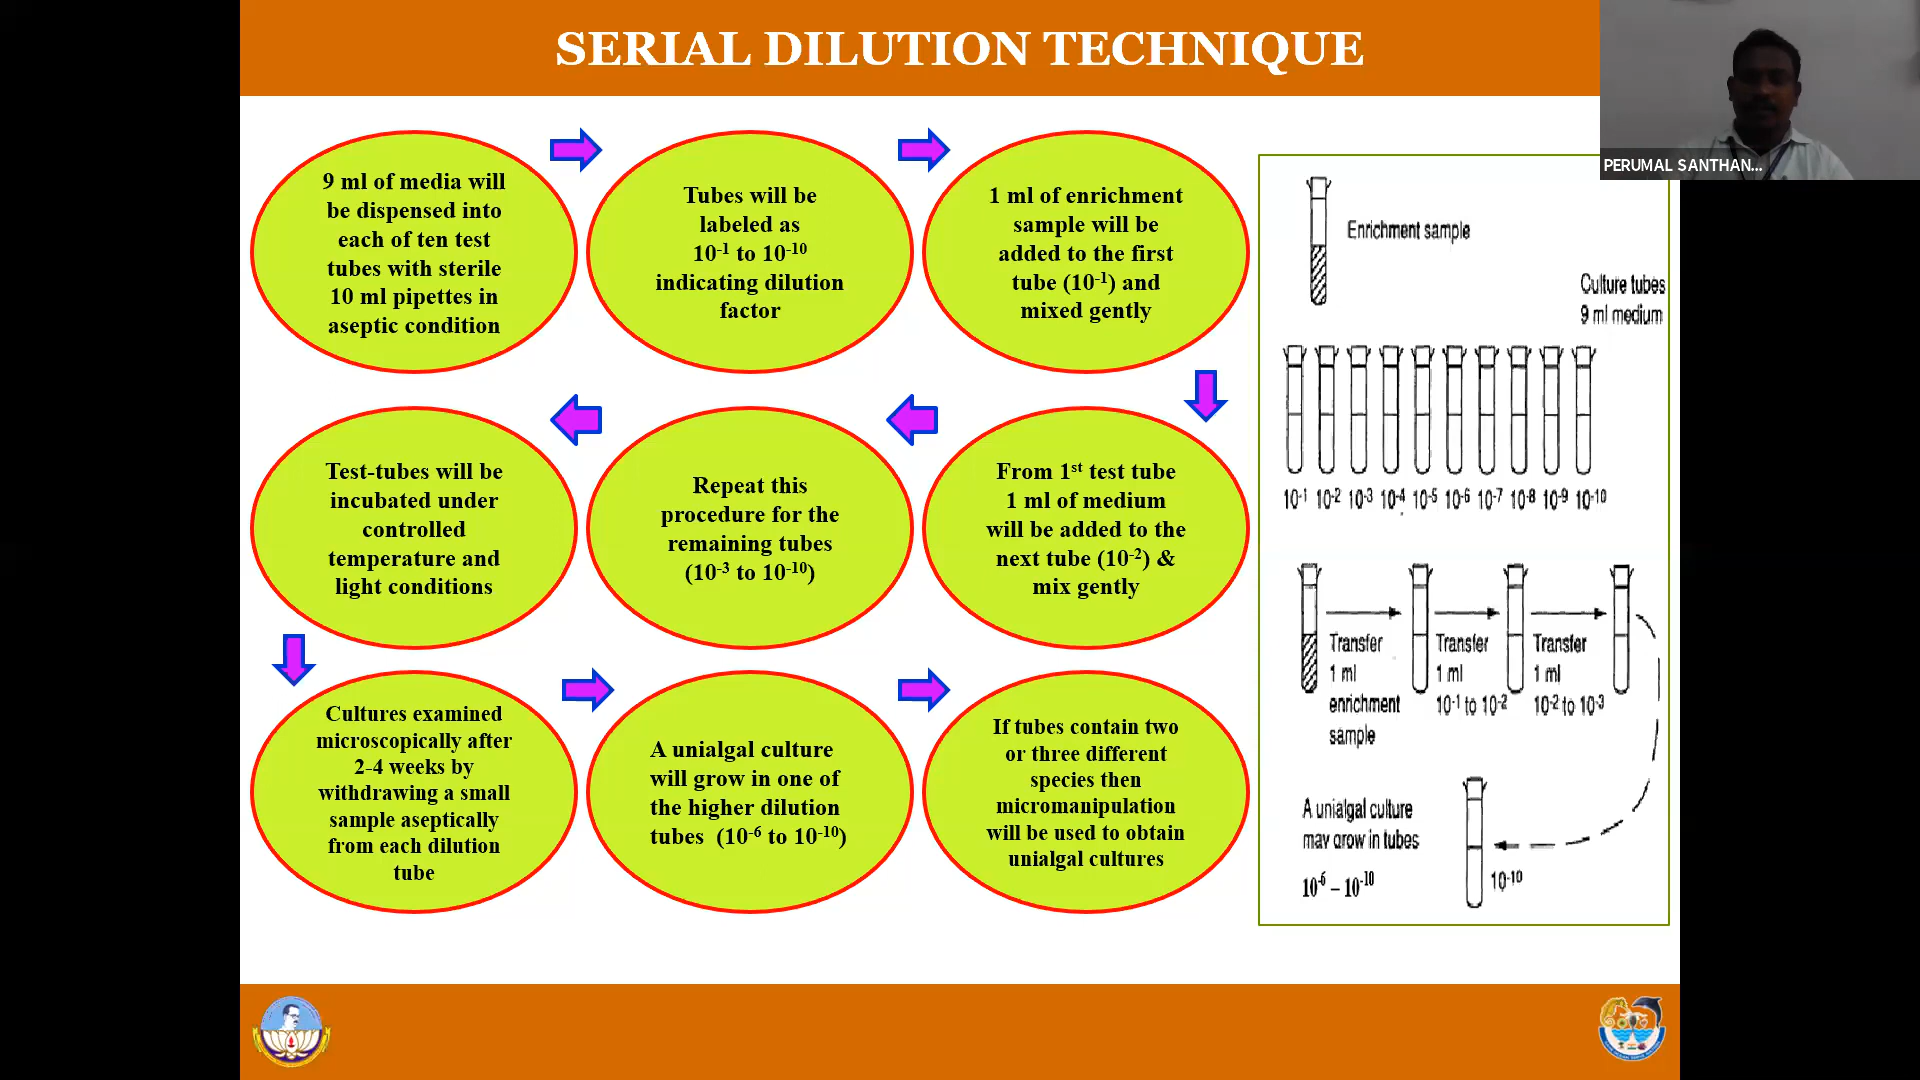 SERIAL DILUTION TECHNIQUE
PERUMAL SANTHAN...
9 ml of media will
be dispensed into
each of ten test
tubes with sterile
10 ml pipettes in
aseptic condition
Tubes will be
labeled as
10⁻¹ to 10⁻¹⁰
indicating dilution
factor
1 ml of enrichment
sample will be
added to the first
tube (10⁻¹) and
mixed gently
From 1ˢᵗ test tube
1 ml of medium
will be added to the
next tube (10⁻²) &
mix gently
Repeat this
procedure for the
remaining tubes
(10⁻³ to 10⁻¹⁰)
Test-tubes will be
incubated under
controlled
temperature and
light conditions
Cultures examined
microscopically after
2-4 weeks by
withdrawing a small
sample aseptically
from each dilution
tube
A unialgal culture
will grow in one of
the higher dilution
tubes (10⁻⁶ to 10⁻¹⁰)
If tubes contain two
or three different
species then
micromanipulation
will be used to obtain
unialgal cultures
Enrichment sample
Culture tubes
9 ml medium
10⁻¹ 10⁻² 10⁻³ 10⁻⁴ 10⁻⁵ 10⁻⁶ 10⁻⁷ 10⁻⁸ 10⁻⁹ 10⁻¹⁰
Transfer
1 ml
enrichment
sample
Transfer
1 ml
10⁻¹ to 10⁻²
Transfer
1 ml
10⁻² to 10⁻³
A unialgal culture
may grow in tubes
10⁻⁶ – 10⁻¹⁰
10⁻¹⁰